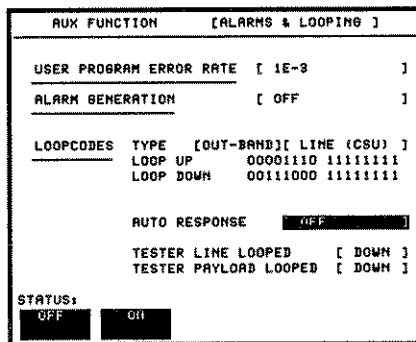 AUX FUNCTION [ALARMS & LOOPING ]
USER PROGRAM ERROR RATE [ 1E-3 ]
ALARM GENERATION [ OFF ]
LOOPCODES TYPE [OUT-BAND][ LINE (CSU) ]
LOOP UP 00001110 11111111
LOOP DOWN 00111000 11111111
AUTO RESPONSE OFF ]
TESTER LINE LOOPED [ DOWN ]
TESTER PAYLOAD LOOPED [ DOWN ]
STATUS:
OFF ON